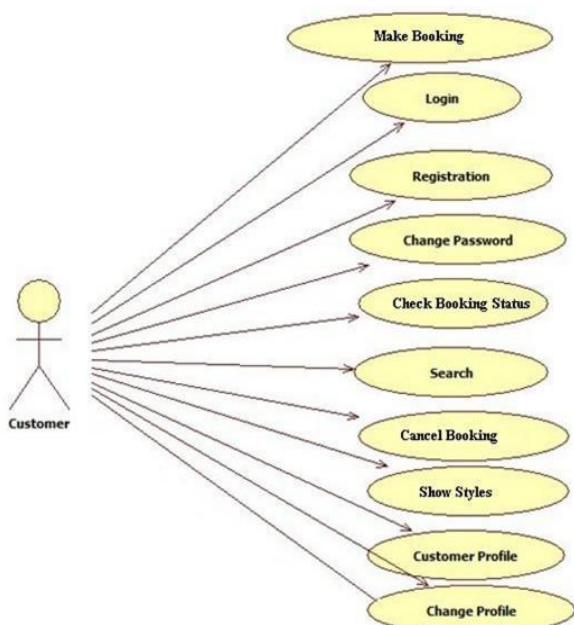 Make Booking
Login
Registration
Change Password
Check Booking Status
Search
Customer
Cancel Booking
Show Styles
Customer Profile
Change Profile